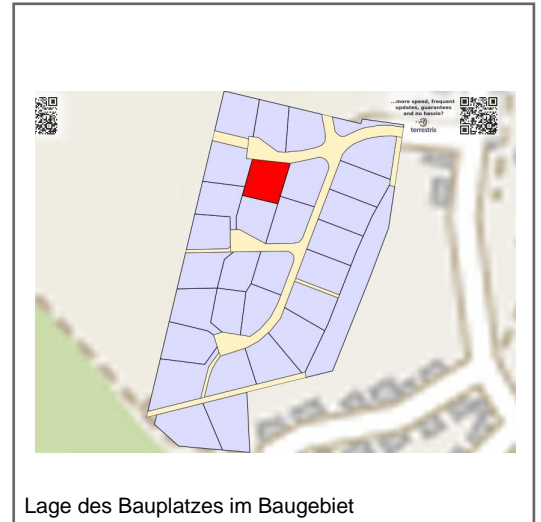 ...more speed, frequent
updates, guarantees
and no hassle?
terrestris
Lage des Bauplatzes im Baugebiet